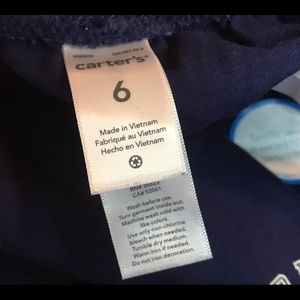 carter's
6
Made in Vietnam
Fabriqué au Vietnam
Hecho en Vietnam
Wash before use.
Turn garment inside out.
Machine wash cold with
like colors.
Use only non-chlorine
bleach when needed.
Tumble dry medium.
Warm iron if needed.
Do not iron decoration.